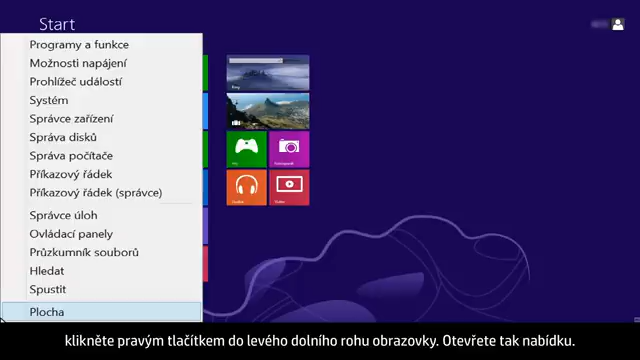 Start
Programy a funkce
Možnosti napájení
Prohlížeč událostí
Systém
Správce zařízení
Správa disků
Správa počítače
Příkazový řádek
Příkazový řádek (správce)
Správce úloh
Ovládací panely
Průzkumník souborů
Hledat
Spustit
Plocha
klikněte pravým tlačítkem do levého dolního rohu obrazovky. Otevřete tak nabídku.